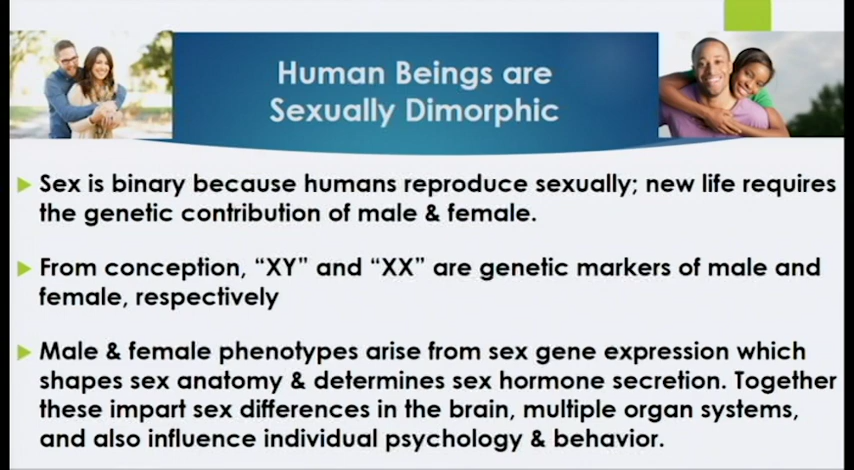 Human Beings are
Sexually Dimorphic
Sex is binary because humans reproduce sexually; new life requires
the genetic contribution of male & female.
From conception, “XY” and “XX” are genetic markers of male and
female, respectively
Male & female phenotypes arise from sex gene expression which
shapes sex anatomy & determines sex hormone secretion. Together
these impart sex differences in the brain, multiple organ systems,
and also influence individual psychology & behavior.